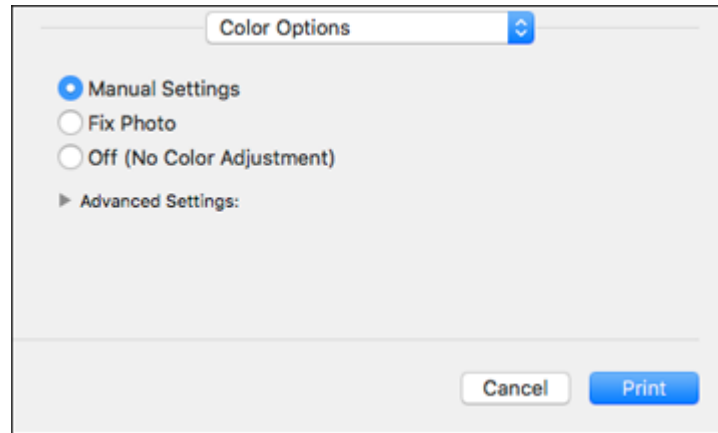 Color Options
Manual Settings
Fix Photo
Off (No Color Adjustment)
Advanced Settings:
Cancel Print